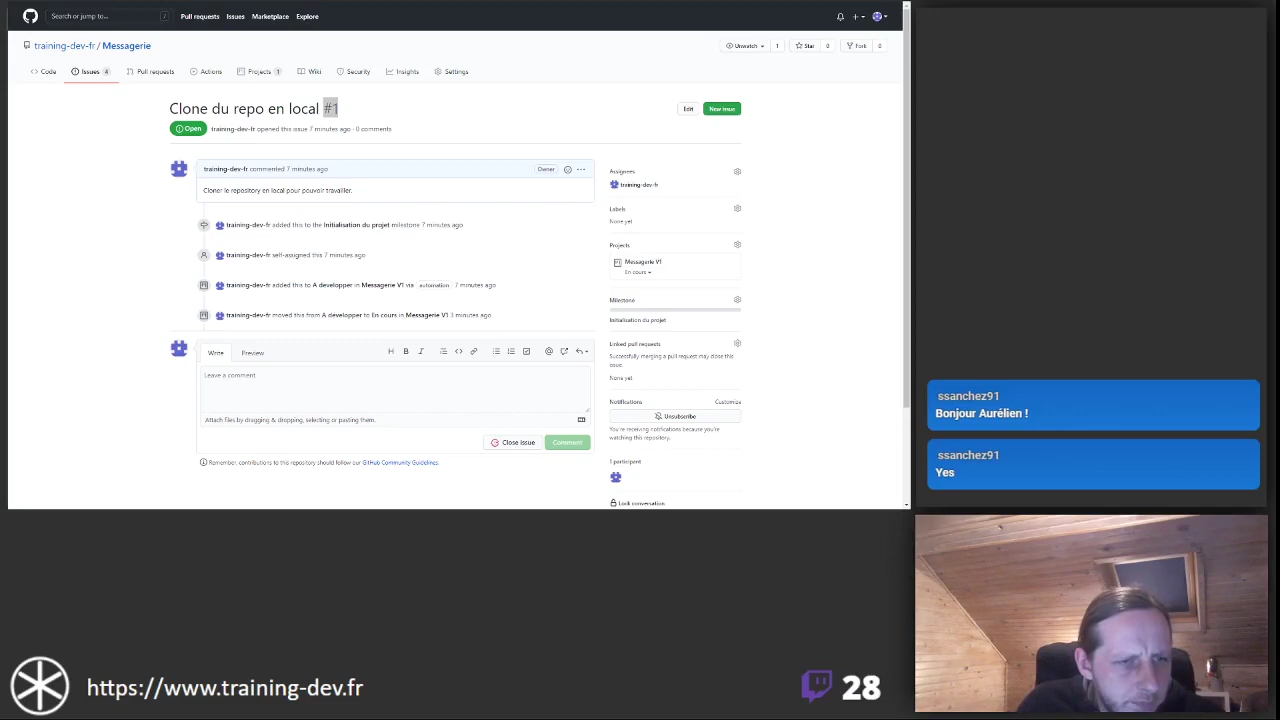 Search or jump to...
/
Pull requests
Issues
Marketplace
Explore
training-dev-fr / Messagerie
Unwatch
1
Star
0
Fork
0
Code
Issues 4
Pull requests
Actions
Projects 1
Wiki
Security
Insights
Settings
Clone du repo en local #1
Edit
New issue
Open
training-dev-fr opened this issue 7 minutes ago · 0 comments
training-dev-fr commented 7 minutes ago
Owner
Cloner le repository en local pour pouvoir travailler.
training-dev-fr added this to the Initialisation du projet milestone 7 minutes ago
training-dev-fr self-assigned this 7 minutes ago
training-dev-fr added this to A developper in Messagerie V1 via automation 7 minutes ago
training-dev-fr moved this from A developper to En cours in Messagerie V1 3 minutes ago
Write
Preview
Leave a comment
Attach files by dragging & dropping, selecting or pasting them.
Close issue
Comment
Remember, contributions to this repository should follow our GitHub Community Guidelines.
Assignees
training-dev-fr
Labels
None yet
Projects
Messagerie V1
En cours
Milestone
Initialisation du projet
Linked pull requests
Successfully merging a pull request may close this
issue.
None yet
Notifications
Customize
Unsubscribe
You're receiving notifications because you're
watching this repository.
1 participant
Lock conversation
ssanchez91
Bonjour Aurélien !
ssanchez91
Yes
https://www.training-dev.fr
28